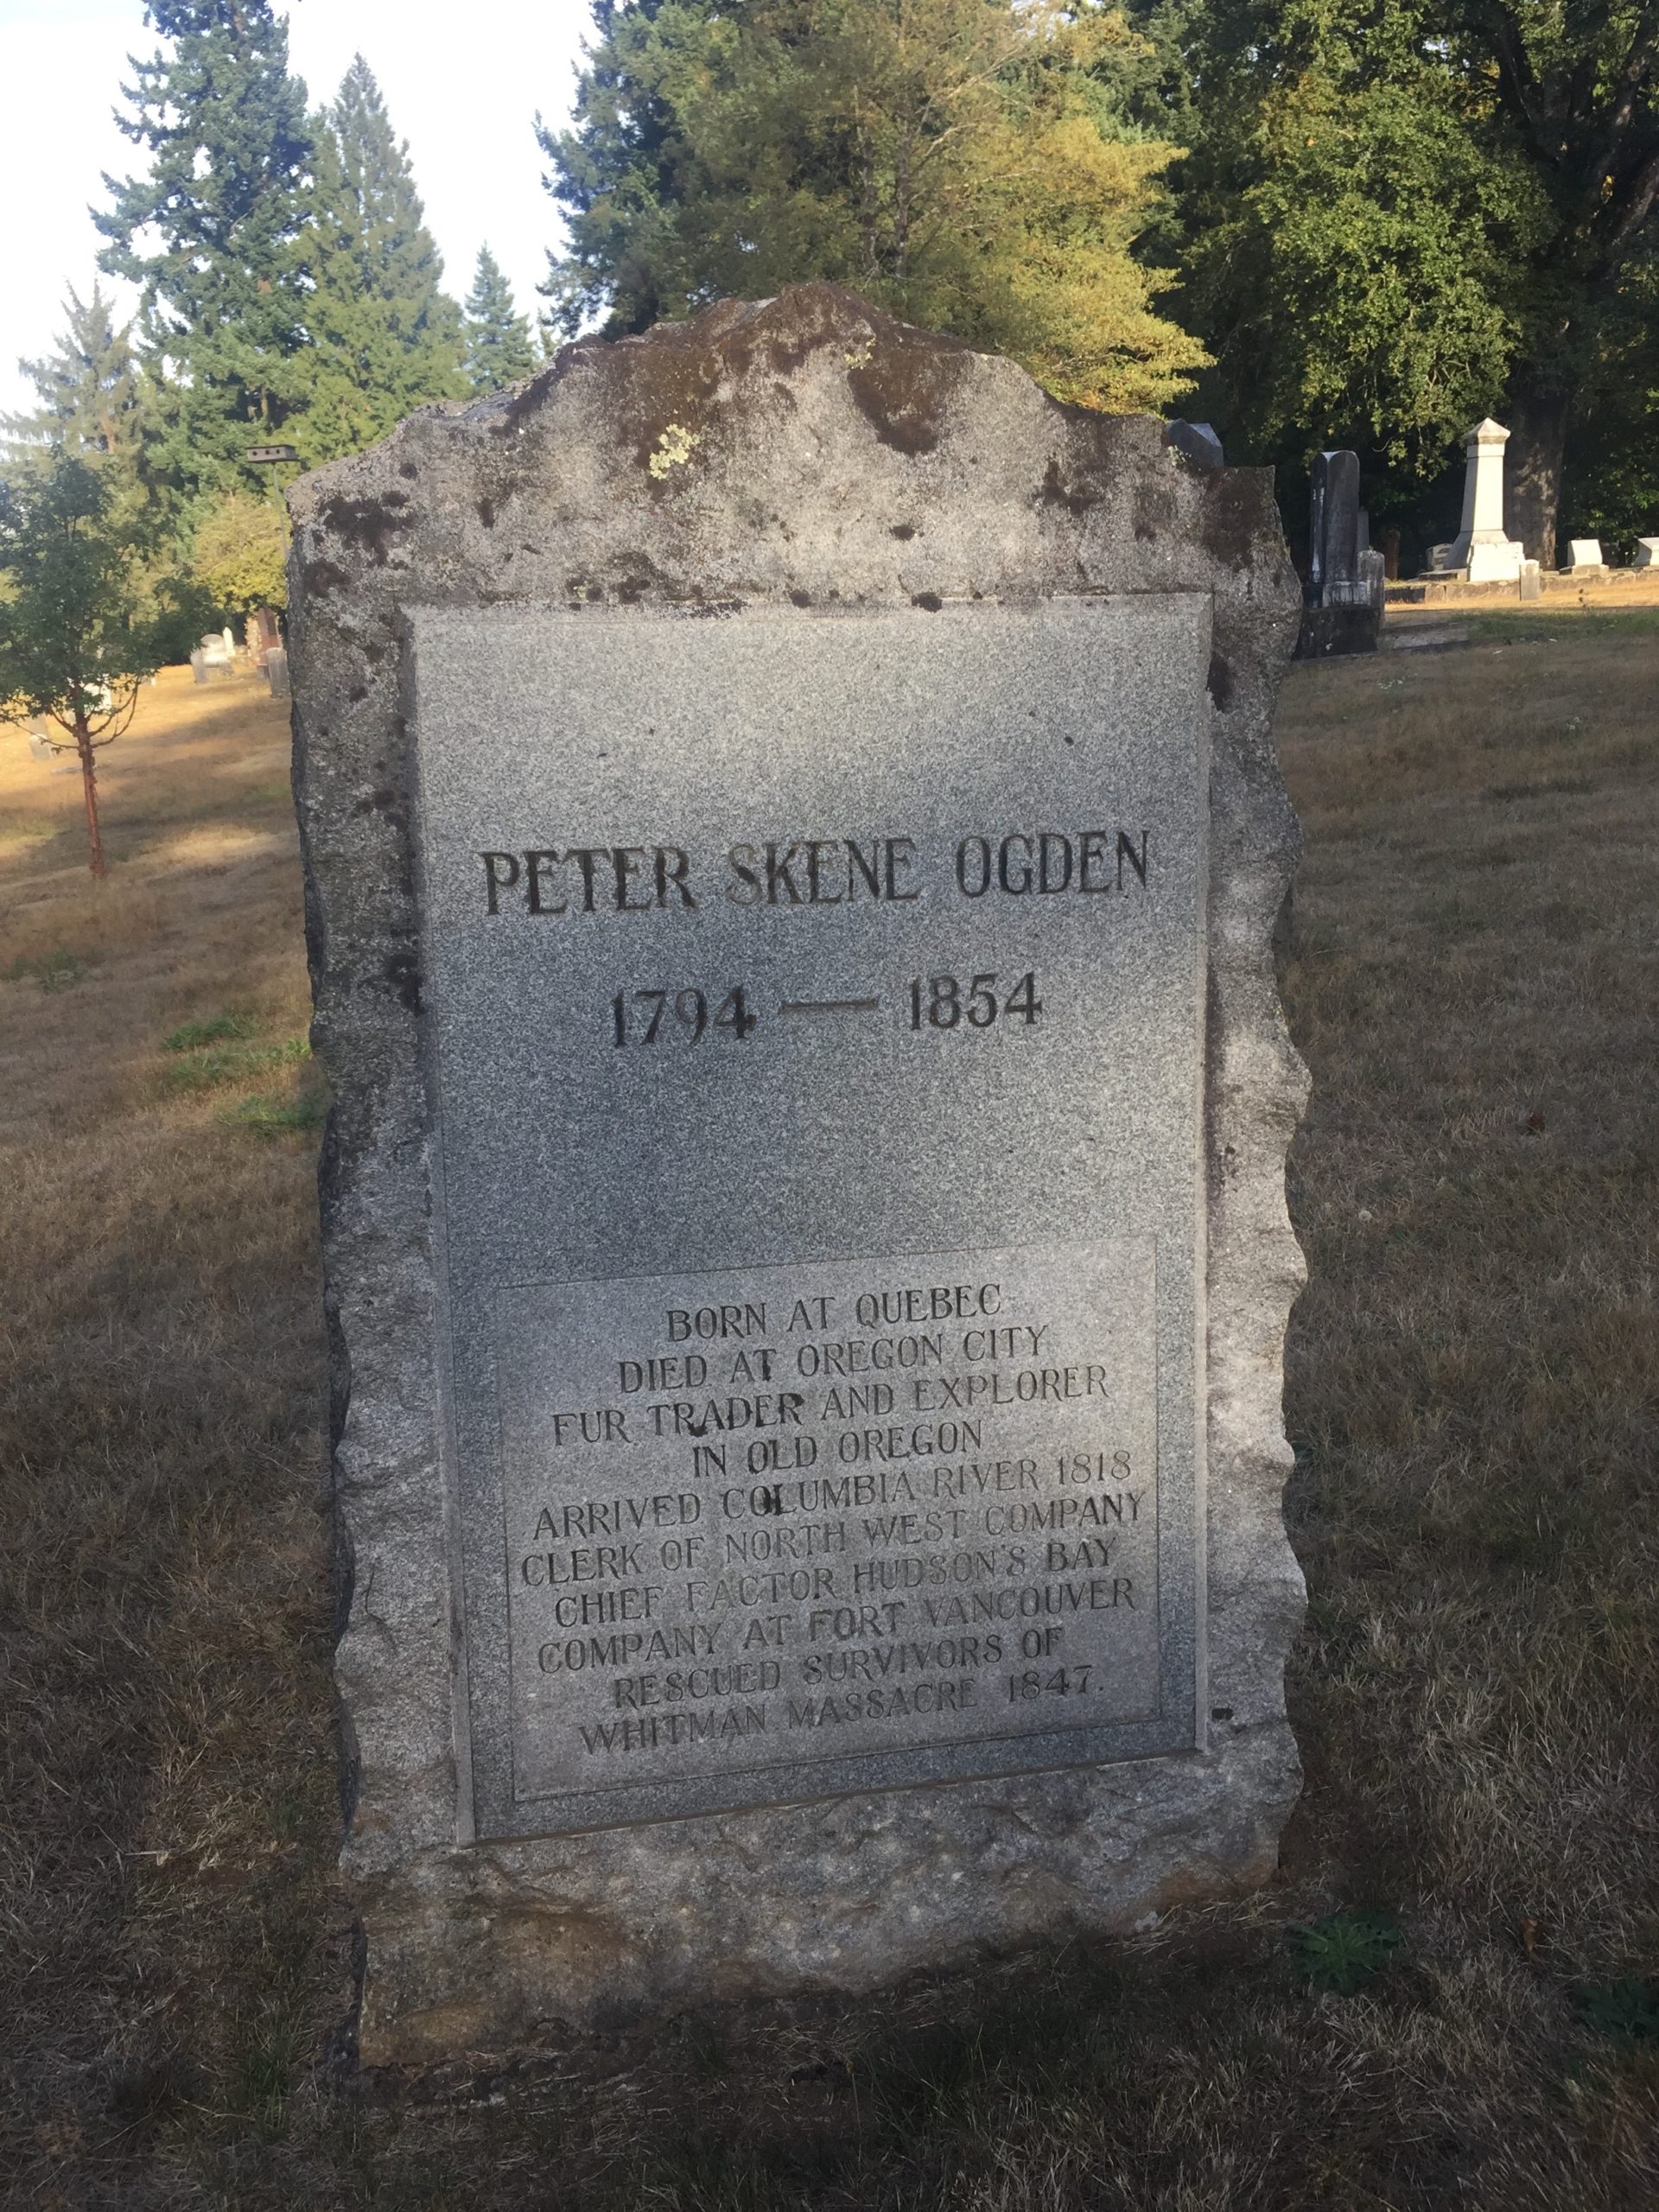 PETER SKENE OGDEN
1794 — 1854
BORN AT QUEBEC
DIED AT OREGON CITY
FUR TRADER AND EXPLORER
IN OLD OREGON
ARRIVED COLUMBIA RIVER 1818
CLERK OF NORTH WEST COMPANY
CHIEF FACTOR HUDSON'S BAY
COMPANY AT FORT VANCOUVER
RESCUED SURVIVORS OF
WHITMAN MASSACRE 1847.